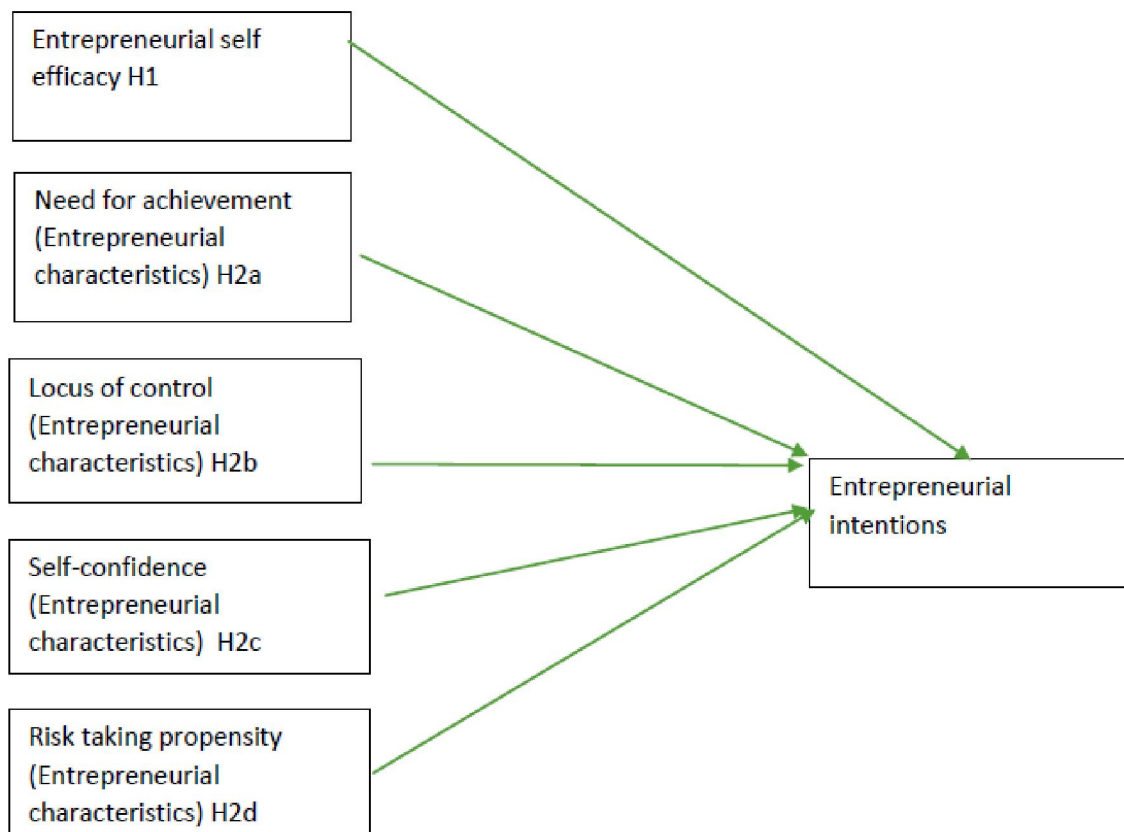 Entrepreneurial self
efficacy H1
Need for achievement
(Entrepreneurial
characteristics) H2a
Locus of control
(Entrepreneurial
characteristics) H2b
Self-confidence
(Entrepreneurial
characteristics)  H2c
Risk taking propensity
(Entrepreneurial
characteristics) H2d
Entrepreneurial
intentions